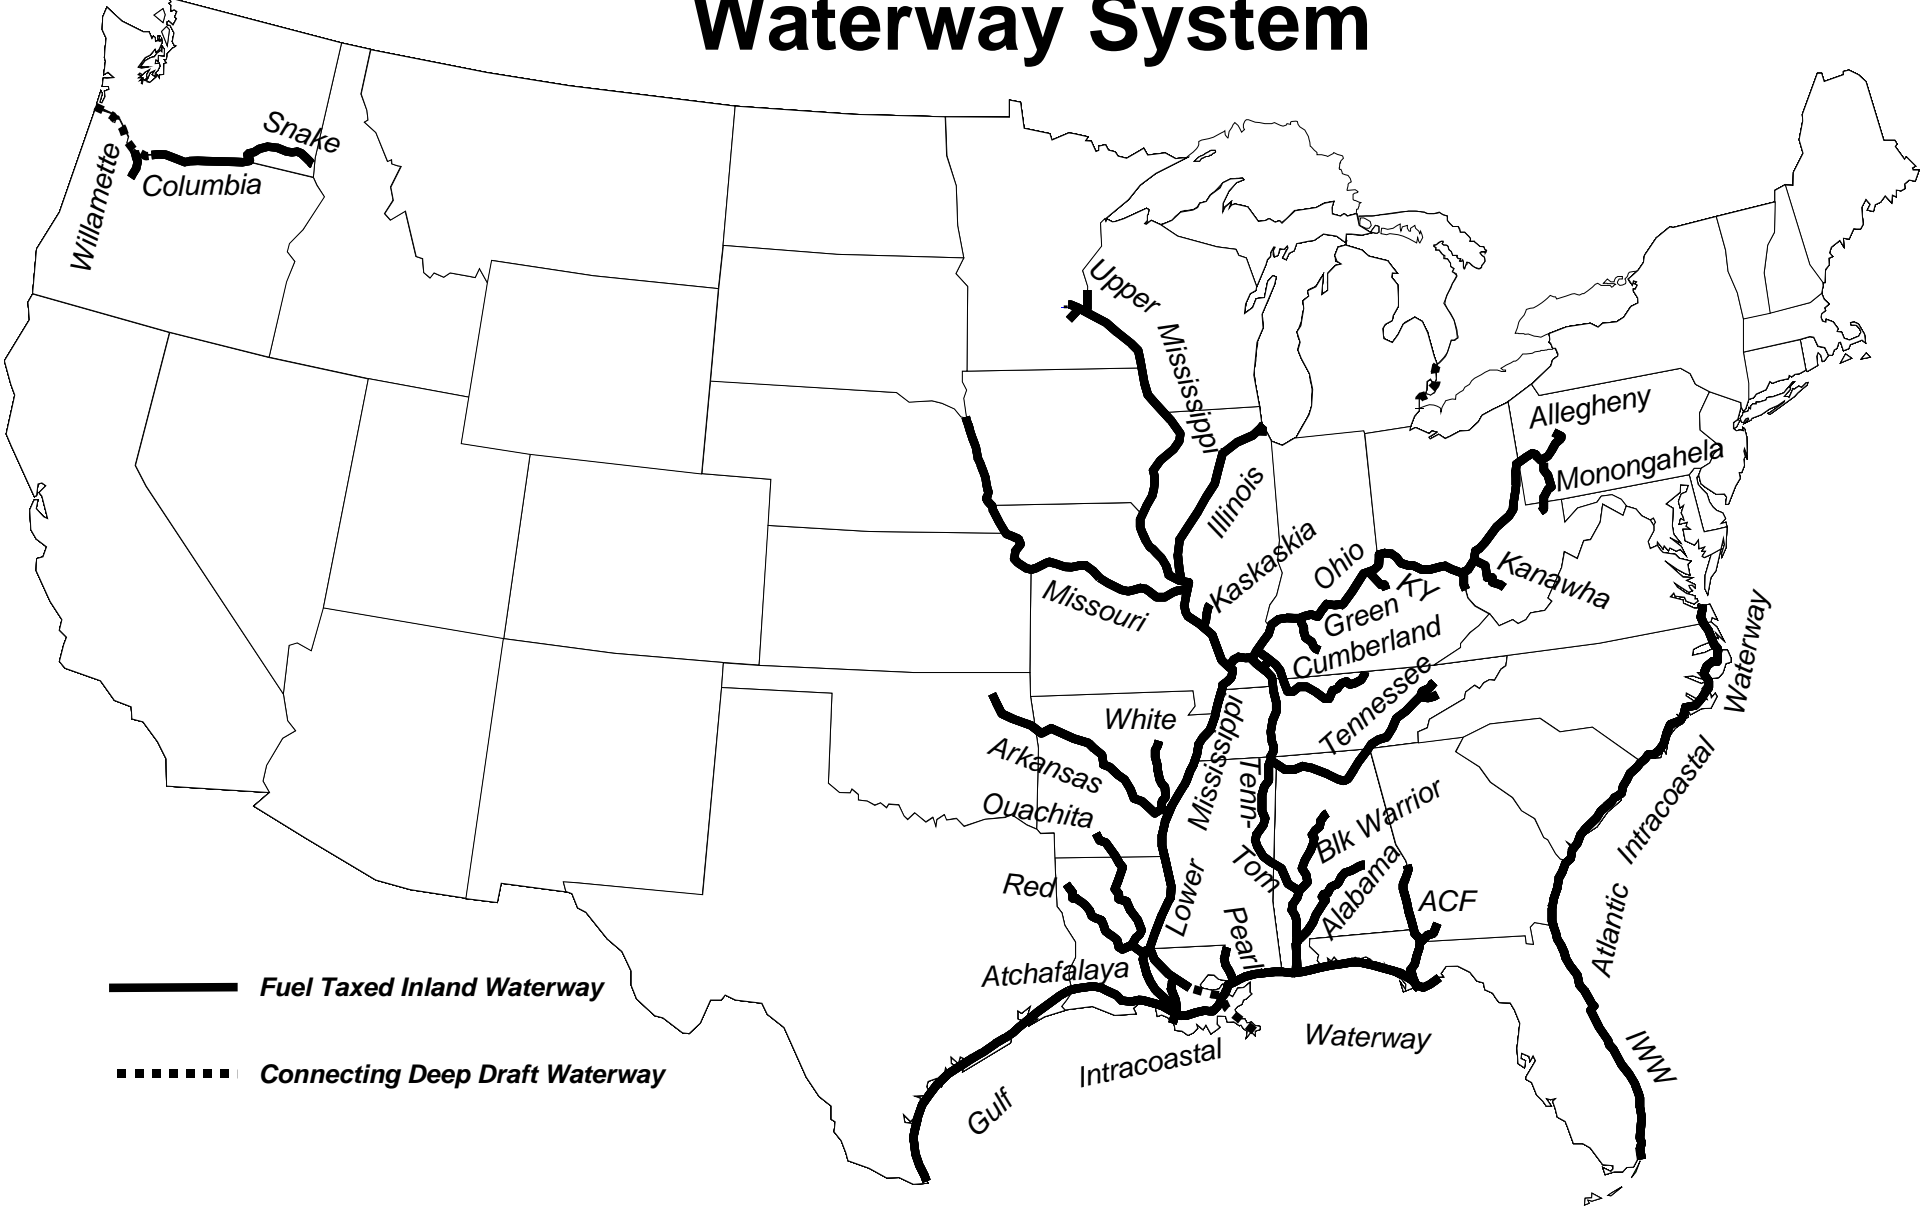 Waterway System
Snake
Columbia
Willamette
Upper
Mississippi
Allegheny
Monongahela
Illinois
Kaskaskia
Ohio
KY
Kanawha
Green
Cumberland
Missouri
Tennessee
White
Arkansas
Mississippi
Tenn-
Tom
Ouachita
Blk Warrior
Alabama
Red
Lower
Pearl
ACF
Atchafalaya
Waterway
Intracoastal
Atlantic
IWW
Gulf
Intracoastal
Waterway
Fuel Taxed Inland Waterway
Connecting Deep Draft Waterway